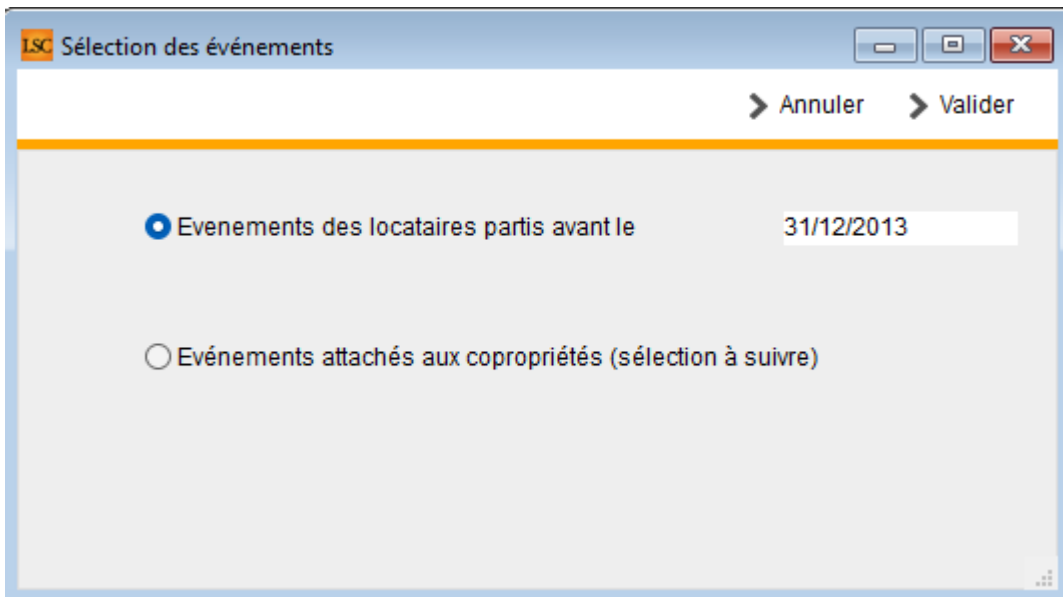 LSC Sélection des événements
Annuler Valider
Evenements des locataires partis avant le 31/12/2013
Evénements attachés aux copropriétés (sélection à suivre)